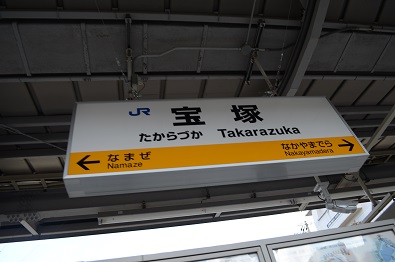 JR 宝塚
たからづか Takarazuka
← なまぜ
Namaze
なかやまでら →
Nakayamadera